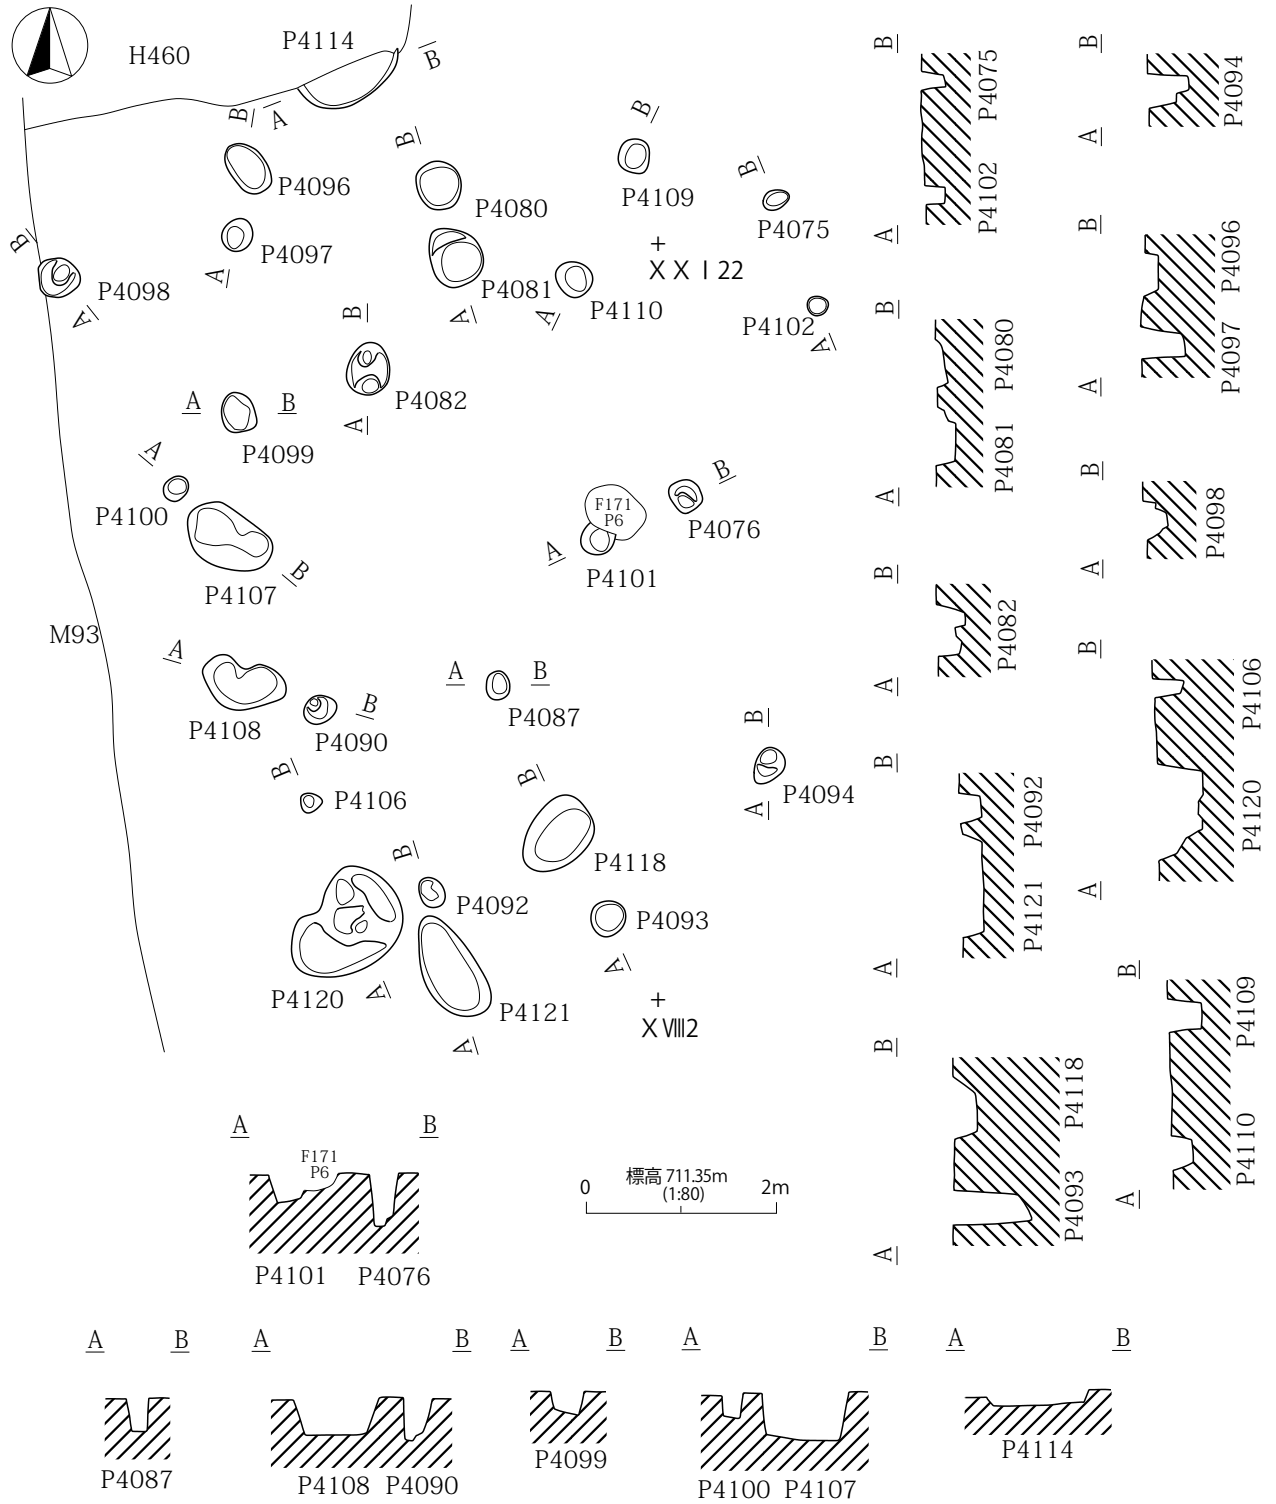 H460
P4114
B
A
B
P4096
B
P4080
B
P4109
B
P4075
P4097
A
B
P4098
A
P4081
A
P4110
A
XXI22
P4102
A
B
P4082
A
A B
P4099
A
P4100
P4107
B
F171
P6
P4101
A
B
P4076
M93
A
P4108
P4090
B
A B
P4087
B
P4094
A
B
P4106
B
P4118
B
P4092
P4093
A
P4120
A
P4121
A
XⅧ2
B
P4075
P4102
A
B
P4080
P4081
A
B
P4082
A
B
P4092
P4121
A
B
P4118
P4093
A
B
P4094
A
B
P4096
P4097
A
B
P4098
A
B
P4106
P4120
A
B
P4109
P4110
A
A B
F171
P6
P4101 P4076
標高 711.35m
0 (1:80) 2m
A B
P4087
A B
P4108 P4090
A B
P4099
A B
P4100 P4107
A B
P4114